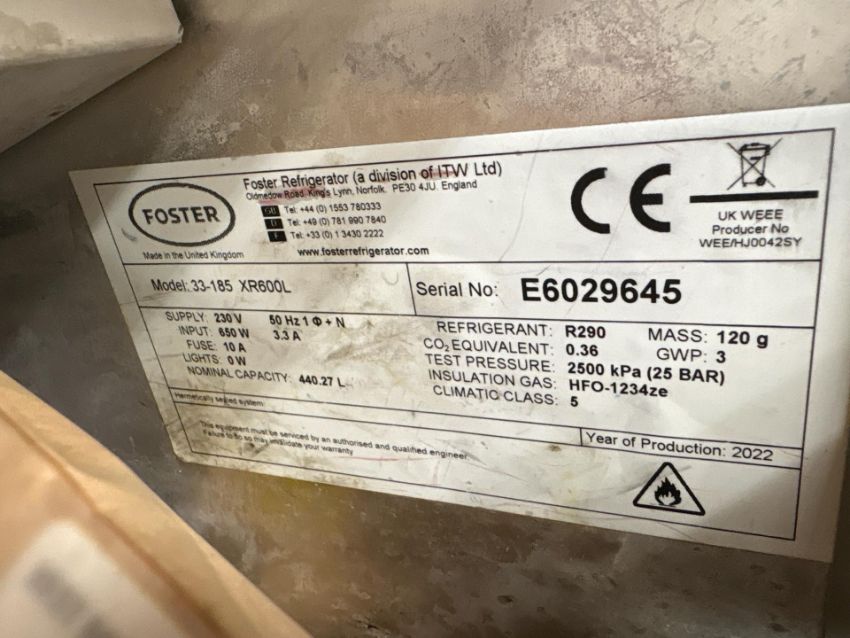 FOSTER
Made in the United Kingdom
Foster Refrigerator (a division of ITW Ltd)
Oldmedow Road, King's Lynn, Norfolk. PE30 4JU. England
GB Tel: +44 (0) 1553 780333
D Tel: +49 (0) 781 990 7840
F Tel: +33 (0) 1 3430 2222
www.fosterrefrigerator.com
CE
UK WEEE
Producer No
WEE/HJ0042SY
Model: 33-185 XR600L
Serial No: E6029645
SUPPLY: 230 V 50 Hz 1 Φ + N
INPUT: 650 W 3.3 A
FUSE: 10 A
LIGHTS: 0 W
NOMINAL CAPACITY: 440.27 L
REFRIGERANT: R290 MASS: 120 g
CO₂ EQUIVALENT: 0.36 GWP: 3
TEST PRESSURE: 2500 kPa (25 BAR)
INSULATION GAS: HFO-1234ze
CLIMATIC CLASS: 5
Hermetically sealed system
This equipment must be serviced by an authorised and qualified engineer.
Failure to do so may invalidate your warranty
Year of Production: 2022